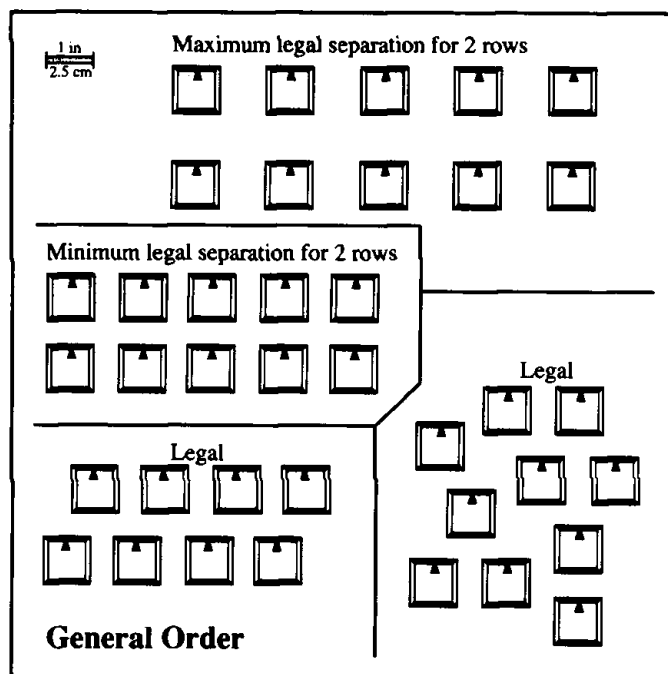 1 in
2.5 cm
Maximum legal separation for 2 rows
Minimum legal separation for 2 rows
Legal
Legal
General Order